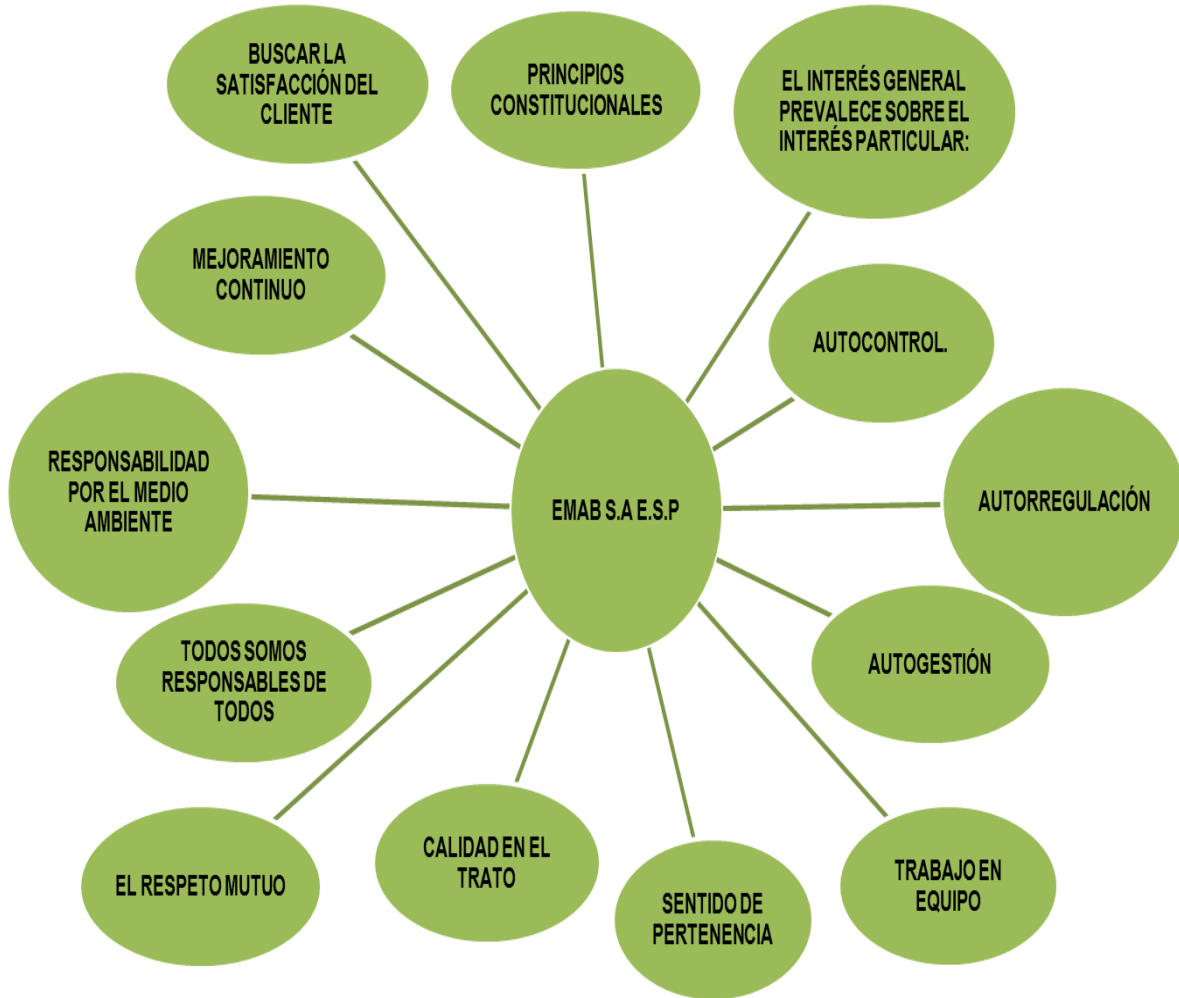 BUSCAR LA
SATISFACCIÓN DEL
CLIENTE
PRINCIPIOS
CONSTITUCIONALES
EL INTERÉS GENERAL
PREVALECE SOBRE EL
INTERÉS PARTICULAR:
MEJORAMIENTO
CONTINUO
AUTOCONTROL.
RESPONSABILIDAD
POR EL MEDIO
AMBIENTE
EMAB S.A E.S.P
AUTORREGULACIÓN
TODOS SOMOS
RESPONSABLES DE
TODOS
AUTOGESTIÓN
EL RESPETO MUTUO
CALIDAD EN EL
TRATO
SENTIDO DE
PERTENENCIA
TRABAJO EN
EQUIPO